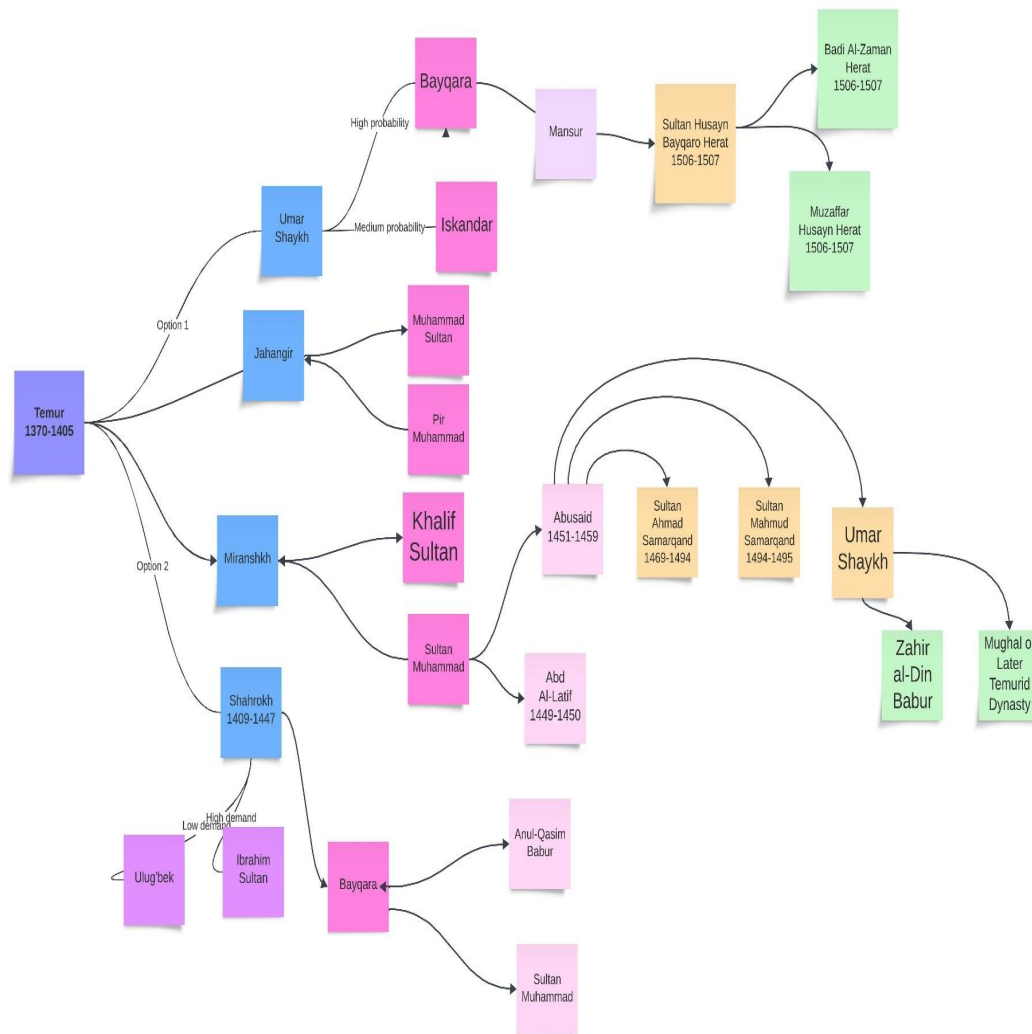 Badi Al-Zaman
Herat
1506-1507
Bayqara
High probability
Mansur
Sultan Husayn
Bayqaro Herat
1506-1507
Muzaffar
Husayn Herat
1506-1507
Umar
Shaykh
Medium probability
Iskandar
Option 1
Muhammad
Sultan
Jahangir
Pir
Muhammad
Temur
1370-1405
Khalif
Sultan
Abusaid
1451-1459
Sultan
Ahmad
Samarqand
1469-1494
Sultan
Mahmud
Samarqand
1494-1495
Umar
Shaykh
Miranshkh
Option 2
Sultan
Muhammad
Zahir
al-Din
Babur
Mughal o
Later
Temurid
Dynasty
Abd
Al-Latif
1449-1450
Shahrokh
1409-1447
High demand
Low demand
Ulug'bek
Ibrahim
Sultan
Bayqara
Anul-Qasim
Babur
Sultan
Muhammad